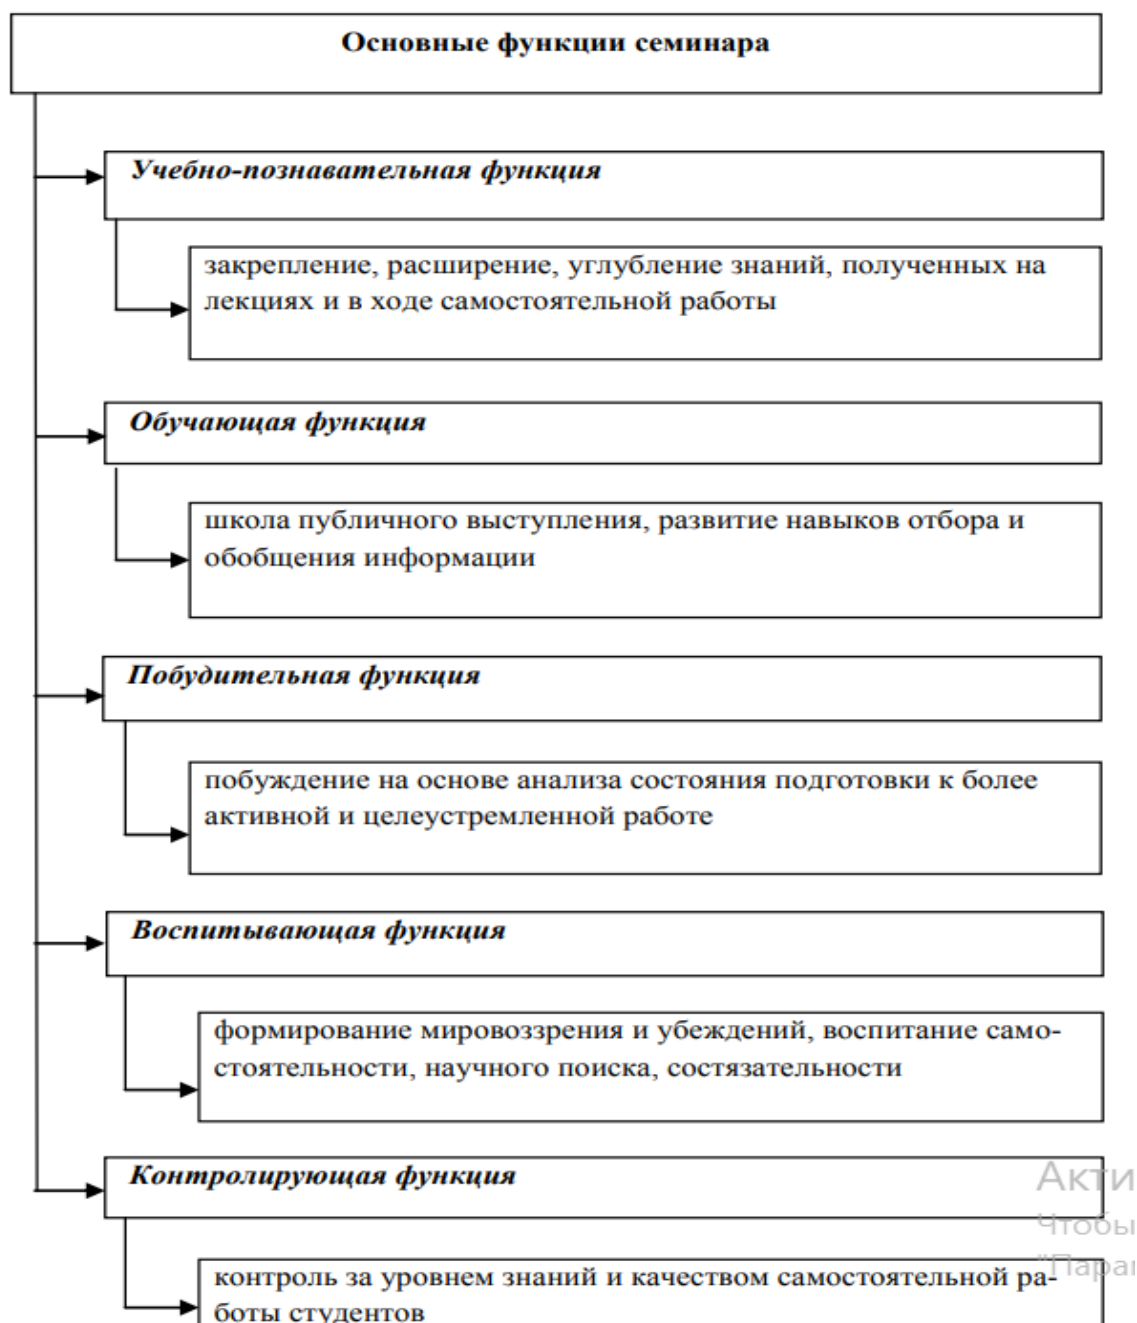 Основные функции семинара
Учебно-познавательная функция
закрепление, расширение, углубление знаний, полученных на
лекциях и в ходе самостоятельной работы
Обучающая функция
школа публичного выступления, развитие навыков отбора и
обобщения информации
Побудительная функция
побуждение на основе анализа состояния подготовки к более
активной и целеустремленной работе
Воспитывающая функция
формирование мировоззрения и убеждений, воспитание само-
стоятельности, научного поиска, состязательности
Контролирующая функция
Акти
Чтобы
"Парам
контроль за уровнем знаний и качеством самостоятельной ра-
боты студентов